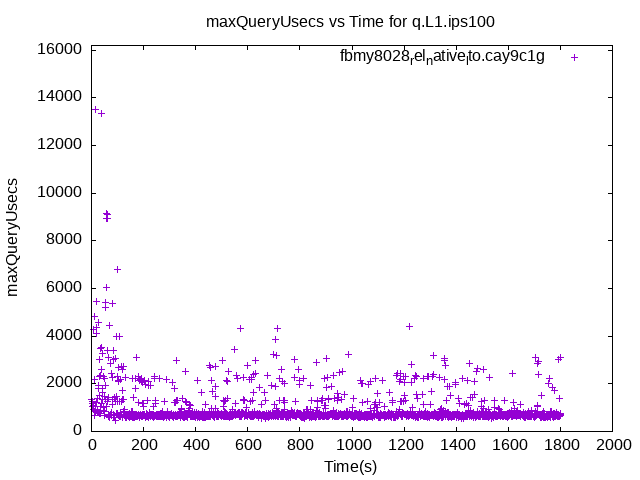 maxQueryUsecs vs Time for q.L1.ips100
fbmy8028relnativelto.cay9c1g
16000
14000
12000
10000
8000
6000
4000
2000
0
maxQueryUsecs
0 200 400 600 800 1000 1200 1400 1600 1800 2000
Time(s)